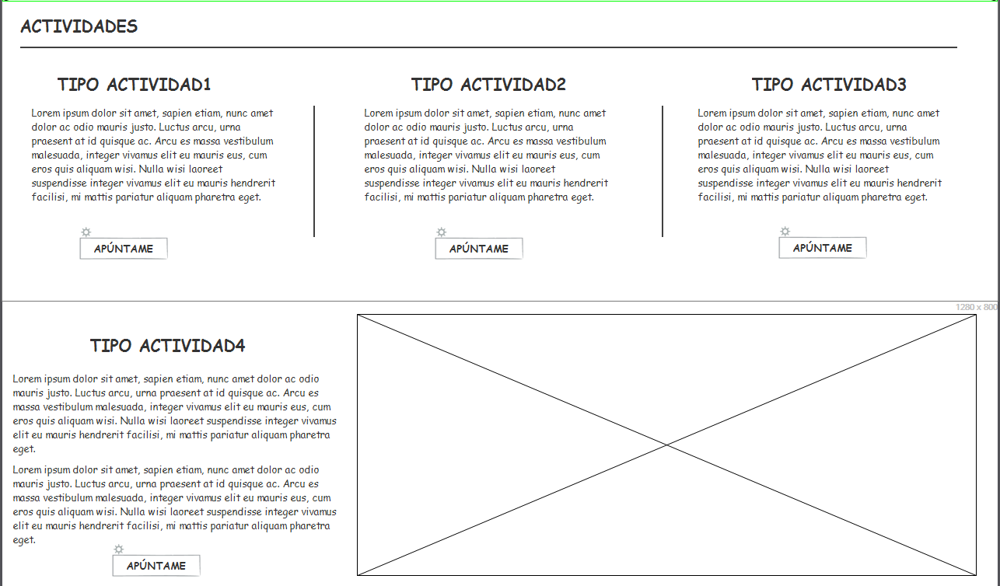 ACTIVIDADES
TIPO ACTIVIDAD1
Lorem ipsum dolor sit amet, sapien etiam, nunc amet
dolor ac odio mauris justo. Luctus arcu, urna
praesent at id quisque ac. Arcu es massa vestibulum
malesuada, integer vivamus elit eu mauris eus, cum
eros quis aliquam wisi. Nulla wisi laoreet
suspendisse integer vivamus elit eu mauris hendrerit
facilisi, mi mattis pariatur aliquam pharetra eget.
APÚNTAME
TIPO ACTIVIDAD2
Lorem ipsum dolor sit amet, sapien etiam, nunc amet
dolor ac odio mauris justo. Luctus arcu, urna
praesent at id quisque ac. Arcu es massa vestibulum
malesuada, integer vivamus elit eu mauris eus, cum
eros quis aliquam wisi. Nulla wisi laoreet
suspendisse integer vivamus elit eu mauris hendrerit
facilisi, mi mattis pariatur aliquam pharetra eget.
APÚNTAME
TIPO ACTIVIDAD3
Lorem ipsum dolor sit amet, sapien etiam, nunc amet
dolor ac odio mauris justo. Luctus arcu, urna
praesent at id quisque ac. Arcu es massa vestibulum
malesuada, integer vivamus elit eu mauris eus, cum
eros quis aliquam wisi. Nulla wisi laoreet
suspendisse integer vivamus elit eu mauris hendrerit
facilisi, mi mattis pariatur aliquam pharetra eget.
APÚNTAME
1280 x 800
TIPO ACTIVIDAD4
Lorem ipsum dolor sit amet, sapien etiam, nunc amet dolor ac odio
mauris justo. Luctus arcu, urna praesent at id quisque ac. Arcu es
massa vestibulum malesuada, integer vivamus elit eu mauris eus, cum
eros quis aliquam wisi. Nulla wisi laoreet suspendisse integer vivamus
elit eu mauris hendrerit facilisi, mi mattis pariatur aliquam pharetra
eget.
Lorem ipsum dolor sit amet, sapien etiam, nunc amet dolor ac odio
mauris justo. Luctus arcu, urna praesent at id quisque ac. Arcu es
massa vestibulum malesuada, integer vivamus elit eu mauris eus, cum
eros quis aliquam wisi. Nulla wisi laoreet suspendisse integer vivamus
elit eu mauris hendrerit facilisi, mi mattis pariatur aliquam pharetra
eget.
APÚNTAME